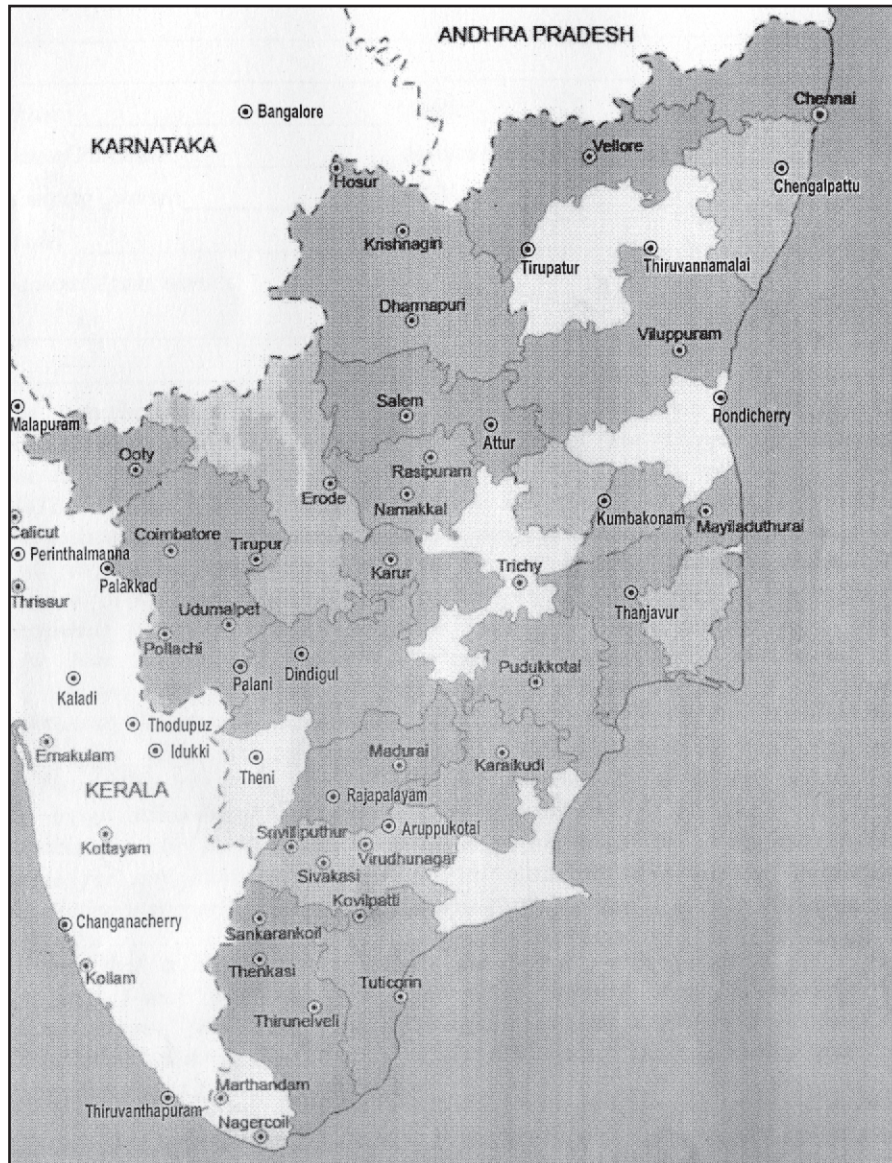 ANDHRA PRADESH
Chennai
Bangalore
KARNATAKA
Vellore
Hosur
Chengalpattu
Krishnagiri
Tirupatur
Thiruvannamalai
Dharmapuri
Viluppuram
Salem
Pondicherry
Malapuram
Attur
Ooty
Rasipuram
Erode
Namakkal
Kumbakonam
Mayiladuthurai
Calicut
Coimbatore
Perinthalmanna
Tirupur
Karur
Trichy
Palakkad
Thrissur
Thanjavur
Udumalpet
Pollachi
Palani
Dindigul
Pudukkotai
Kaladi
Thodupuz
Ernakulam
Idukki
Theni
Madurai
Karaikudi
KERALA
Rajapalayam
Kottayam
Srivilliputhur
Aruppukotai
Virudhunagar
Sivakasi
Kovilpatti
Changanacherry
Sankarankoil
Kollam
Thenkasi
Tuticorin
Thirunelveli
Marthandam
Thiruvanthapuram
Nagercoil